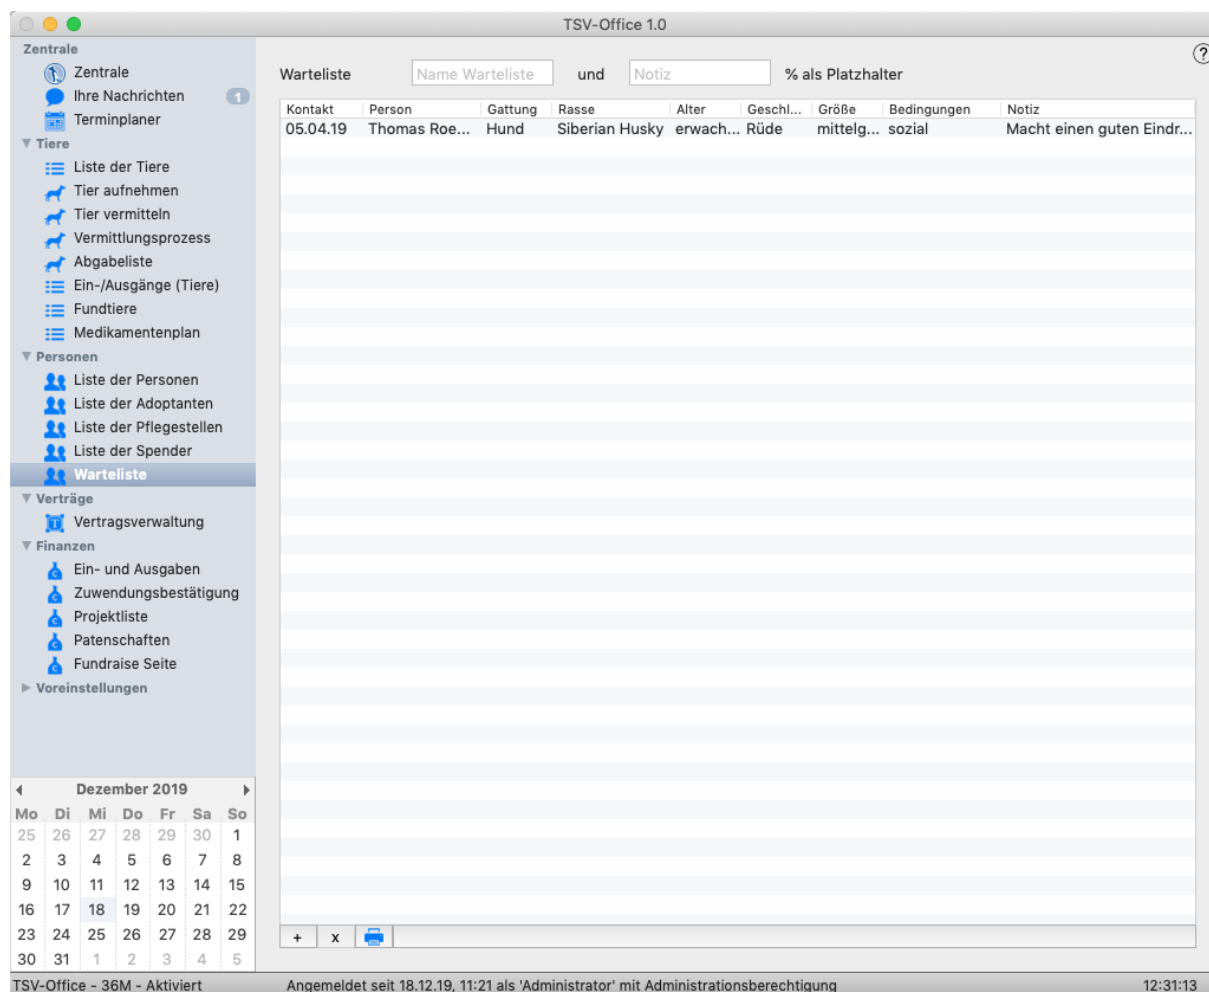 TSV-Office 1.0
Zentrale
Zentrale
Ihre Nachrichten 1
Terminplaner
Tiere
Liste der Tiere
Tier aufnehmen
Tier vermitteln
Vermittlungsprozess
Abgabeliste
Ein-/Ausgänge (Tiere)
Fundtiere
Medikamentenplan
Personen
Liste der Personen
Liste der Adoptanten
Liste der Pflegestellen
Liste der Spender
Warteliste
Verträge
Vertragsverwaltung
Finanzen
Ein- und Ausgaben
Zuwendungsbestätigung
Projektliste
Patenschaften
Fundraise Seite
Voreinstellungen
Dezember 2019
Mo Di Mi Do Fr Sa So
25 26 27 28 29 30 1
2 3 4 5 6 7 8
9 10 11 12 13 14 15
16 17 18 19 20 21 22
23 24 25 26 27 28 29
30 31 1 2 3 4 5
?
Warteliste Name Warteliste und Notiz % als Platzhalter
Kontakt Person Gattung Rasse Alter Geschl... Größe Bedingungen Notiz
05.04.19 Thomas Roe... Hund Siberian Husky erwach... Rüde mittelg... sozial Macht einen guten Eindr...
+ x
TSV-Office - 36M - Aktiviert Angemeldet seit 18.12.19, 11:21 als 'Administrator' mit Administrationsberechtigung 12:31:13